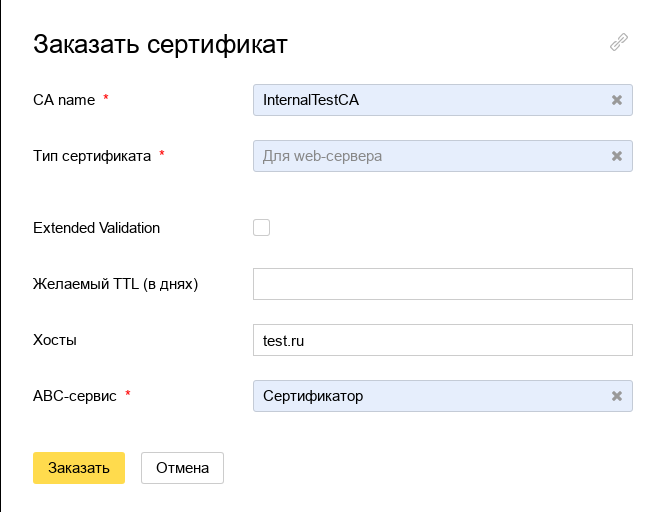 Заказать сертификат
CA name *
InternalTestCA
Тип сертификата *
Для web-сервера
Extended Validation
Желаемый TTL (в днях)
Хосты
test.ru
ABC-сервис *
Сертификатор
Заказать
Отмена